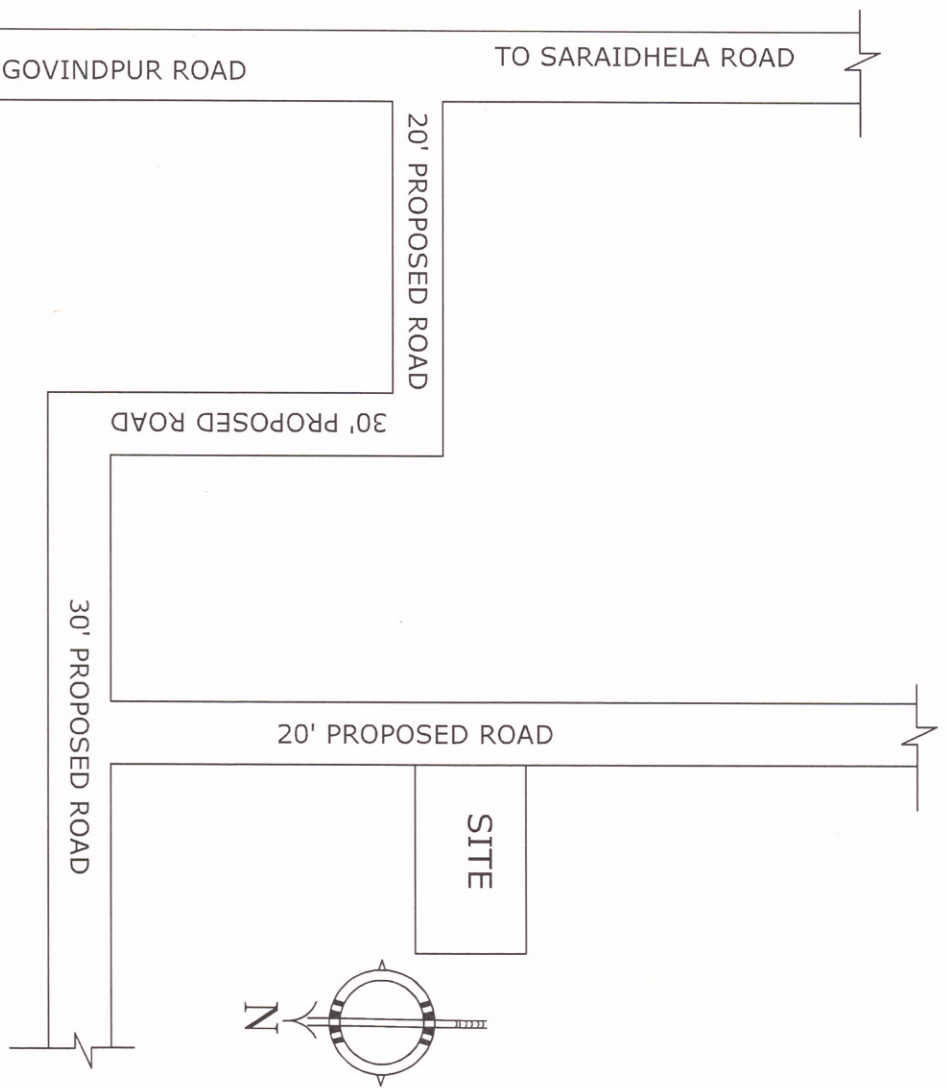 GOVINDPUR ROAD
TO SARAIDHELA ROAD
20' PROPOSED ROAD
30' PROPOSED ROAD
30' PROPOSED ROAD
20' PROPOSED ROAD
SITE
N